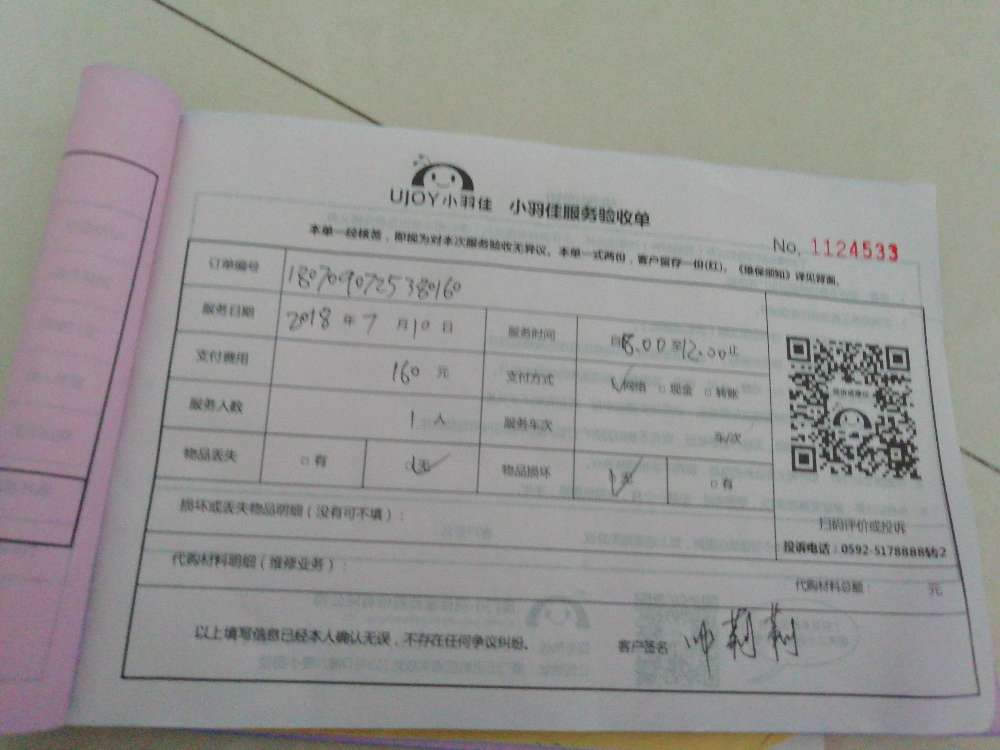 UJOY小羽佳 小羽佳服务验收单
No. 1124533
本单一经核签，即视为对本次服务验收无异议。本单一式两份，客户留存一份(红)。《维保须知》详见背面。
订单编号 18070907253 80160
服务日期 2018 年 7 月 10 日 服务时间 自8.00 至12.00止
支付费用 160 元 支付方式 网络 □ 现金 □ 转账
服务人数 1 人 服务车次 车/次
物品丢失 □ 有 无 物品损坏 无 □ 有
损坏或丢失物品明细（没有可不填）：
扫码评价或投诉
投诉电话：0592-5178888转2
代购材料明细（维修业务）：
代购材料总额： 元
以上填写信息已经本人确认无误，不存在任何争议纠纷。
客户签名